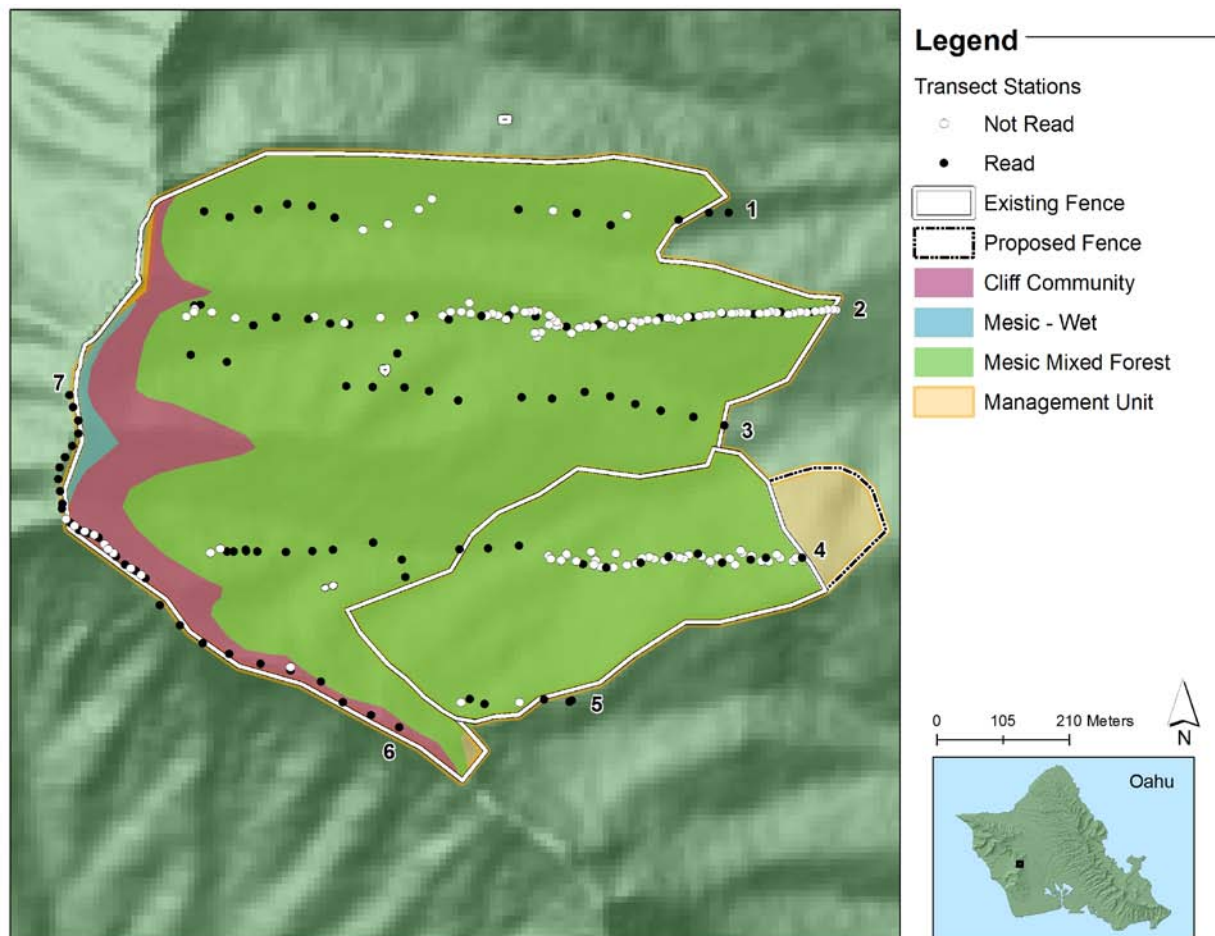 Legend
Transect Stations
Not Read
Read
Existing Fence
Proposed Fence
Cliff Community
Mesic - Wet
Mesic Mixed Forest
Management Unit
1
2
3
4
5
6
7
0 105 210 Meters
N
Oahu